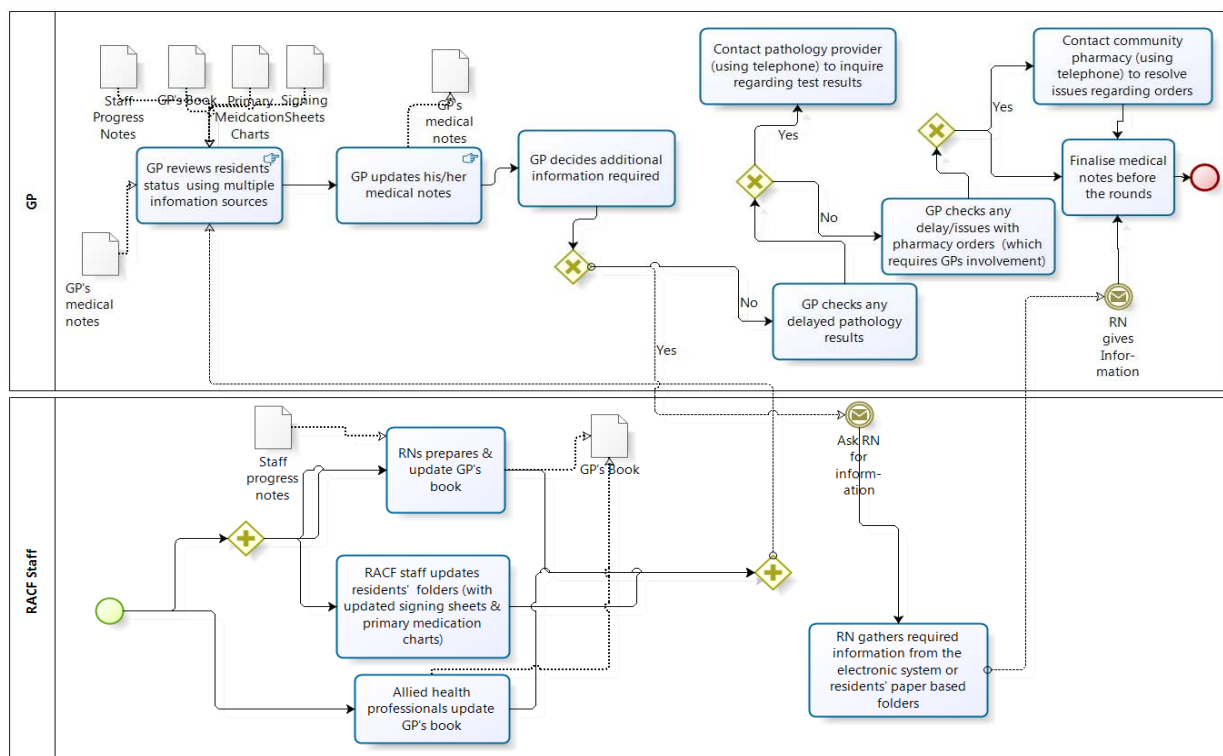 GP
Staff
Progress
Notes
GP's Book
Primary
Meidcation
Charts
Signing
Sheets
GP's
medical
notes
GP reviews residents'
status using multiple
infomation sources
GP's
medical
notes
GP updates his/her
medical notes
GP decides additional
information required
Contact pathology provider
(using telephone) to inquire
regarding test results
Yes
No
GP checks any
delayed pathology
results
No
Yes
Contact community
pharmacy (using
telephone) to resolve
issues regarding orders
Yes
GP checks any
delay/issues with
pharmacy orders (which
requires GPs involvement)
Finalise medical
notes before
the rounds
RN
gives
Infor-
mation
RACF Staff
Staff
progress
notes
RNs prepares &
update GP's
book
GP's Book
RACF staff updates
residents' folders (with
updated signing sheets &
primary medication
charts)
Allied health
professionals update
GP's book
Ask RN
for
inform-
ation
RN gathers required
information from the
electronic system or
residents' paper based
folders